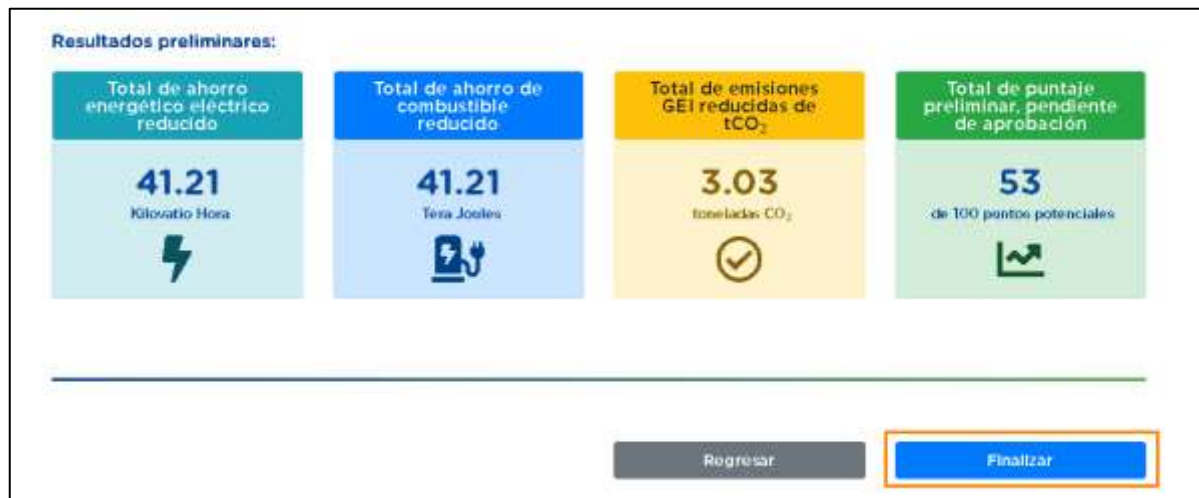 Resultados preliminares:
Total de ahorro
energético eléctrico
reducido
41.21
Kilovatio Hora
Total de ahorro de
combustible
reducido
41.21
Tera Joules
Total de emisiones
GEI reducidas de
tCO₂
3.03
toneladas CO₂
Total de puntaje
preliminar, pendiente
de aprobación
53
de 100 puntos potenciales
Regresar
Finalizar